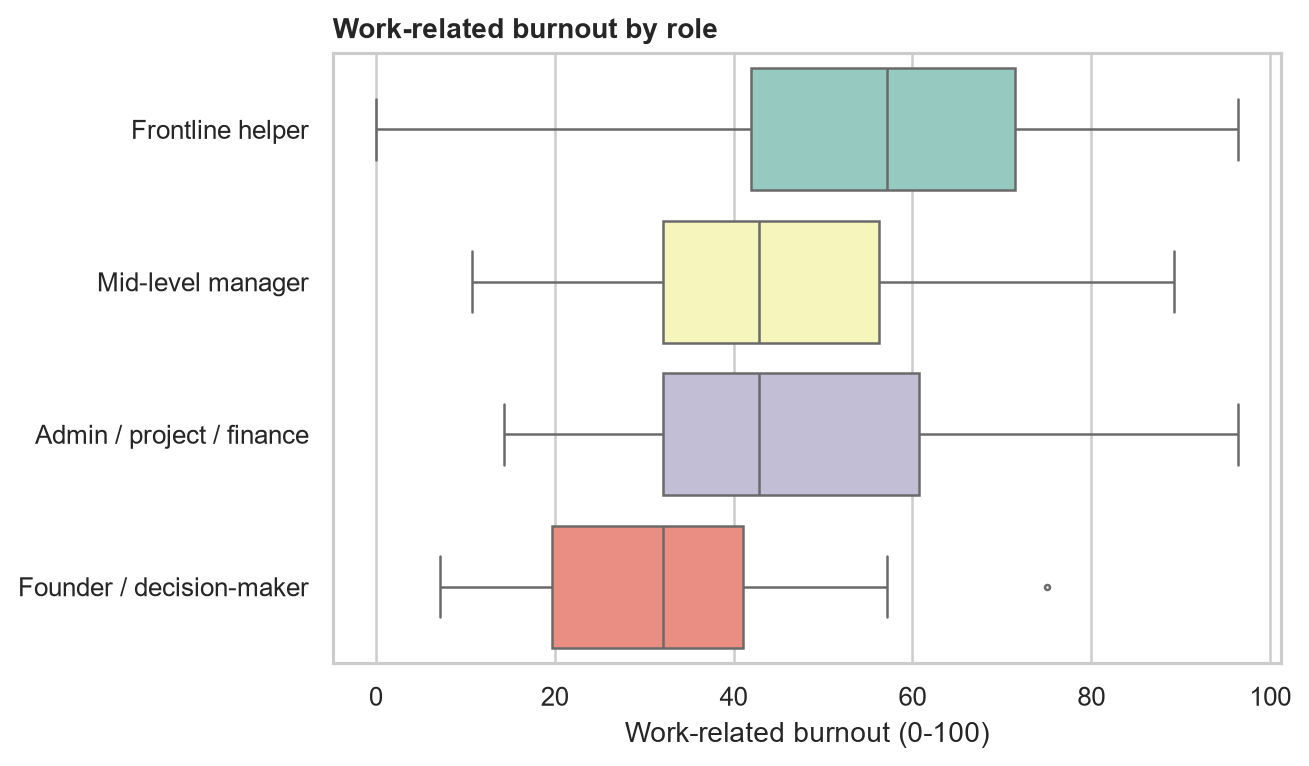 Work-related burnout by role
Frontline helper
Mid-level manager
Admin / project / finance
Founder / decision-maker
0 20 40 60 80 100
Work-related burnout (0-100)